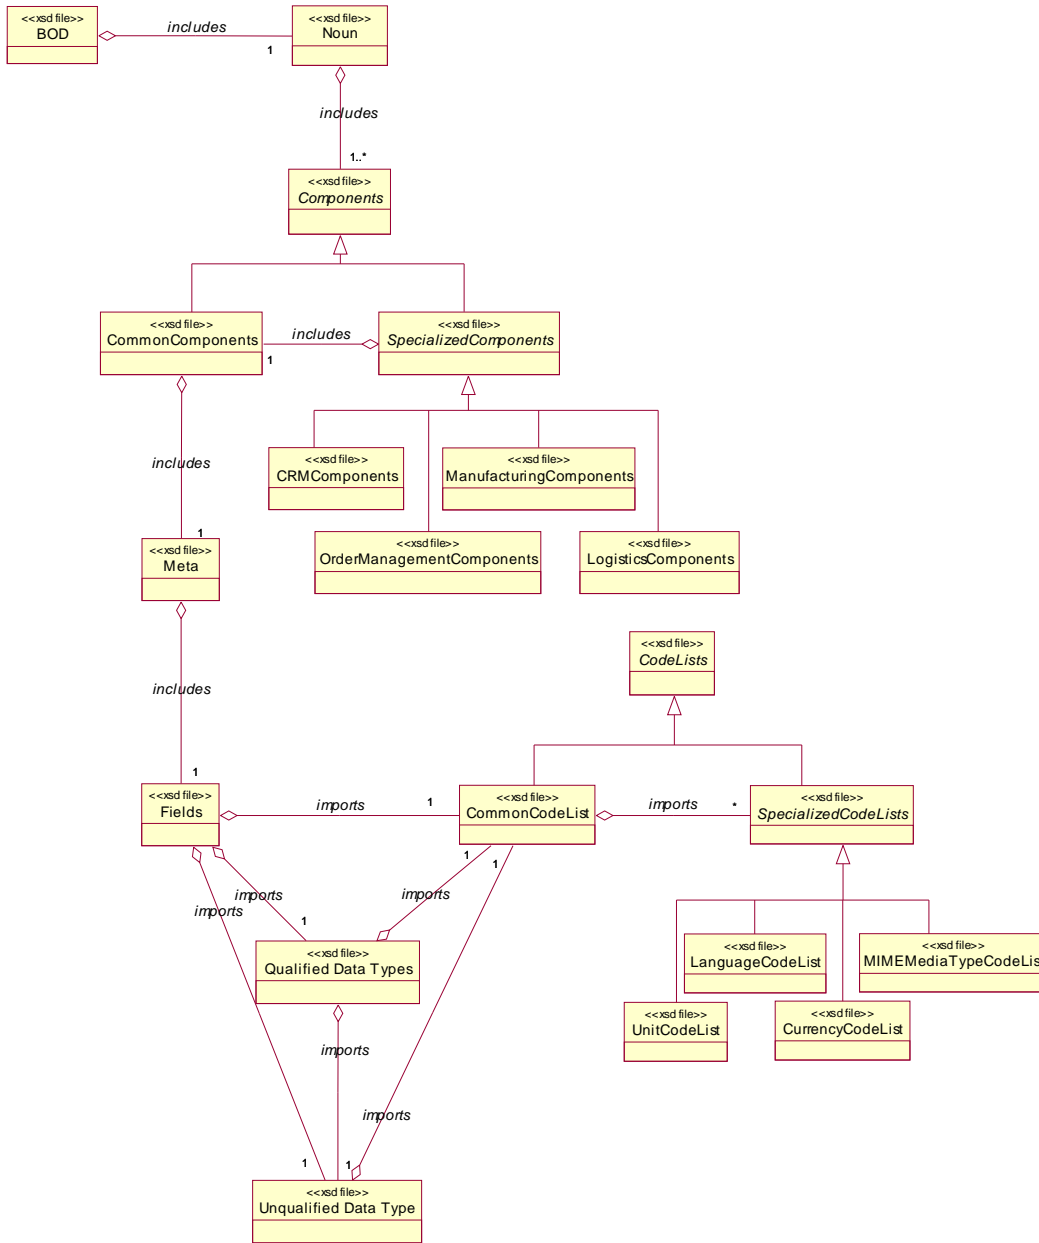 <<xsd file>>
BOD
includes
1
<<xsd file>>
Noun
includes
1..*
<<xsd file>>
Components
<<xsd file>>
CommonComponents
includes
1
<<xsd file>>
SpecializedComponents
<<xsd file>>
CRMComponents
<<xsd file>>
ManufacturingComponents
<<xsd file>>
OrderManagementComponents
<<xsd file>>
LogisticsComponents
includes
1
<<xsd file>>
Meta
includes
1
<<xsd file>>
CodeLists
<<xsd file>>
Fields
imports
1
<<xsd file>>
CommonCodeList
imports
*
<<xsd file>>
SpecializedCodeLists
imports
1
imports
1
imports
1
<<xsd file>>
Qualified Data Types
<<xsd file>>
LanguageCodeList
<<xsd file>>
MIMEMediaTypeCodeLis
<<xsd file>>
UnitCodeList
<<xsd file>>
CurrencyCodeList
imports
imports
1
1
<<xsd file>>
Unqualified Data Type